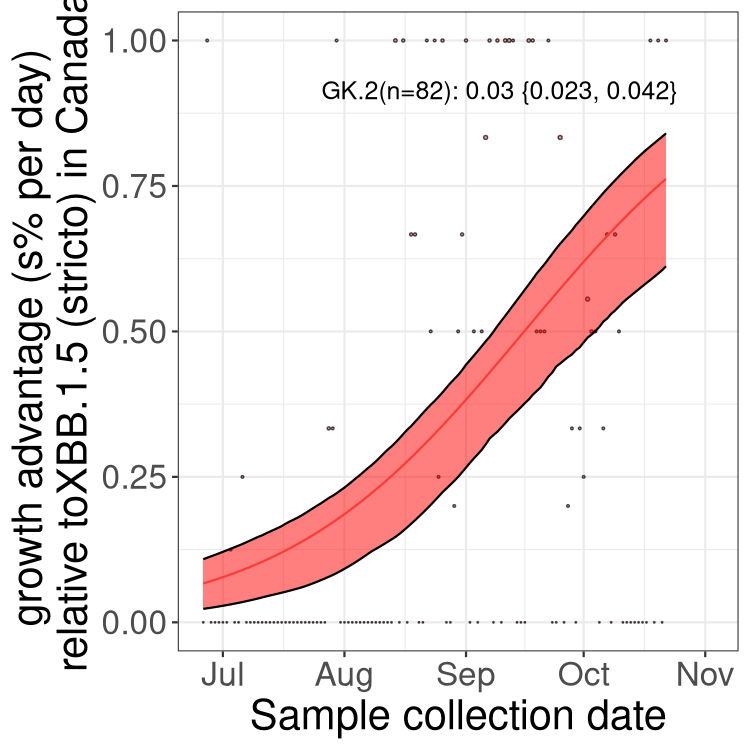 growth advantage (s% per day)
relative toXBB.1.5 (stricto) in Canada
1.00
0.75
0.50
0.25
0.00
GK.2(n=82): 0.03 {0.023, 0.042}
Jul Aug Sep Oct Nov
Sample collection date